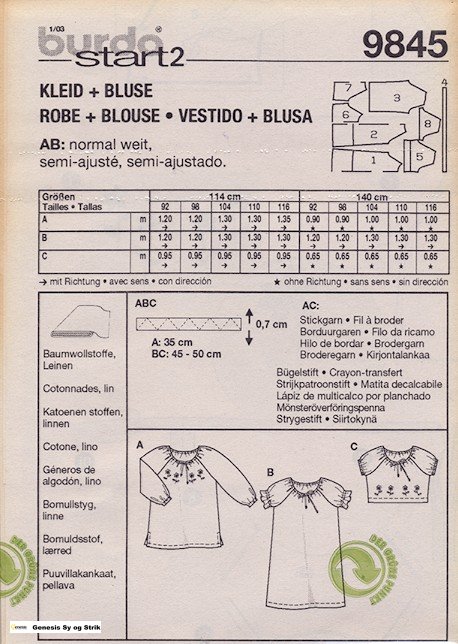 1/03
burda ®
start2
9845
KLEID + BLUSE
ROBE + BLOUSE • VESTIDO + BLUSA
AB: normal weit,
semi-ajusté, semi-ajustado.
7 3 4
6 8
2 1 5
Größen 114 cm 140 cm
Tailles • Tallas 92 98 104 110 116 92 98 104 110 116
A m 1.20 1.20 1.30 1.30 1.35 0.90 0.90 1.00 1.00 1.00
→ → → → → ★ ★ ★ ★ ★
B m 1.20 1.20 1.30 1.30 1.30 1.20 1.20 1.30 1.30 1.30
→ → → → → ★ ★ ★ ★ ★
C m 0.95 0.95 0.95 0.95 0.95 0.65 0.65 0.65 0.65 0.65
→ → → → → ★ ★ ★ ★ ★
→ mit Richtung • avec sens • con dirección ★ ohne Richtung • sans sens • sin dirección
Baumwollstoffe,
Leinen
Cotonnades, lin
Katoenen stoffen,
linnen
Cotone, lino
Géneros de
algodón, lino
Bomullstyg,
linne
Bomuldsstof,
lærred
Puuvillakankaat,
pellava
ABC
0,7 cm
A: 35 cm
BC: 45 - 50 cm
AC:
Stickgarn • Fil à broder
Borduurgaren • Filo da ricamo
Hilo de bordar • Brodergarn
Broderegarn • Kirjontalankaa
Bügelstift • Crayon-transfert
Strijkpatroonstift • Matita decalcabile
Lápiz de multicalco por planchado
Mönsteröverföringspenna
Strygestift • Siirtokynä
A
B
C
DER GRÜNE PUNKT
DER GRÜNE PUNKT
Genesis Sy og Strik